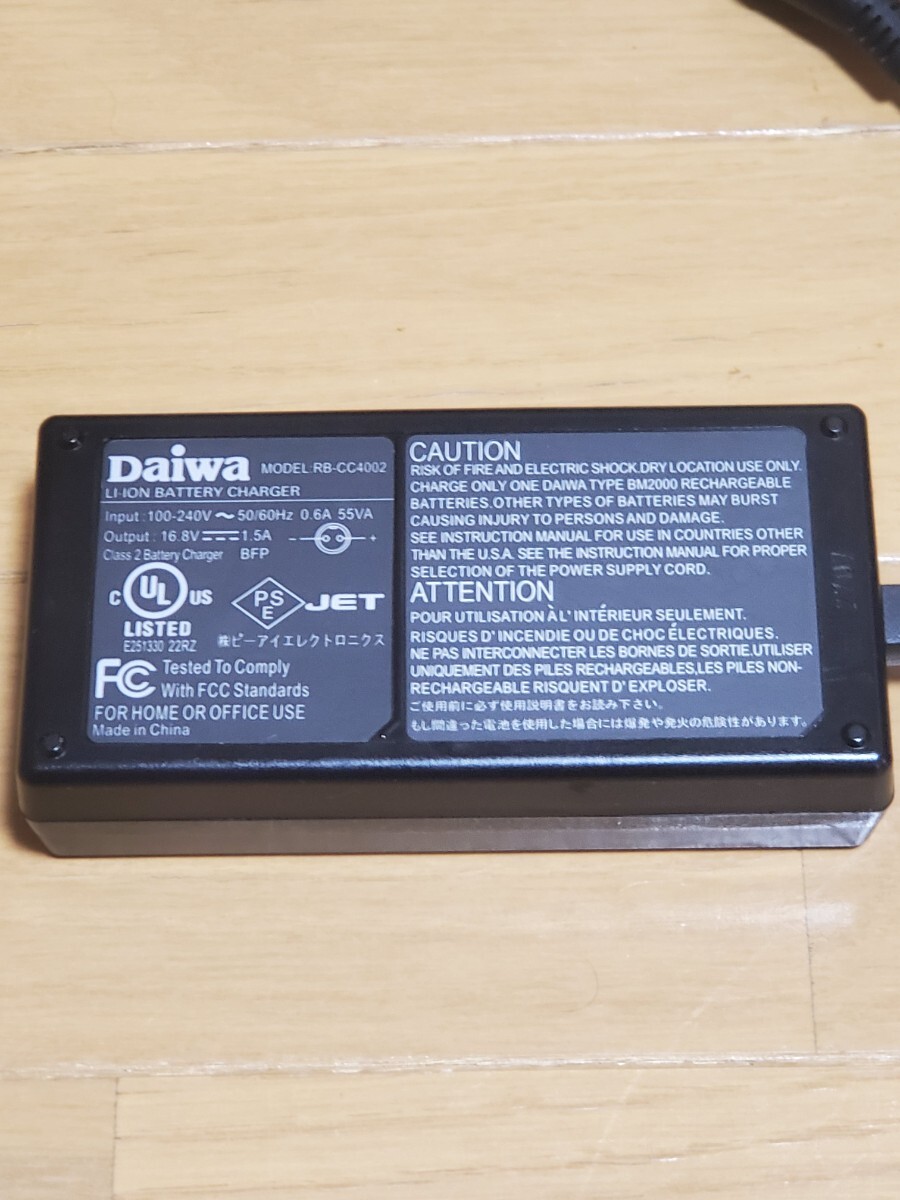 Daiwa MODEL:RB-CC4002
LI-ION BATTERY CHARGER
Input : 100-240V ~ 50/60Hz 0.6A 55VA
Output : 16.8V ⎓ 1.5A
Class 2 Battery Charger BFP
C UL US
LISTED
E251330 22RZ
PSE JET
㈱ピーアイエレクトロニクス
FC Tested To Comply
With FCC Standards
FOR HOME OR OFFICE USE
Made in China
CAUTION
RISK OF FIRE AND ELECTRIC SHOCK.DRY LOCATION USE ONLY.
CHARGE ONLY ONE DAIWA TYPE BM2000 RECHARGEABLE
BATTERIES.OTHER TYPES OF BATTERIES MAY BURST
CAUSING INJURY TO PERSONS AND DAMAGE.
SEE INSTRUCTION MANUAL FOR USE IN COUNTRIES OTHER
THAN THE U.S.A. SEE THE INSTRUCTION MANUAL FOR PROPER
SELECTION OF THE POWER SUPPLY CORD.
ATTENTION
POUR UTILISATION À L'INTÉRIEUR SEULEMENT.
RISQUES D'INCENDIE OU DE CHOC ÉLECTRIQUES.
NE PAS INTERCONNECTER LES BORNES DE SORTIE.UTILISER
UNIQUEMENT DES PILES RECHARGEABLES,LES PILES NON-
RECHARGEABLE RISQUENT D'EXPLOSER.
ご使用前に必ず使用説明書をお読み下さい。
もし間違った電池を使用した場合には爆発や発火の危険性があります。